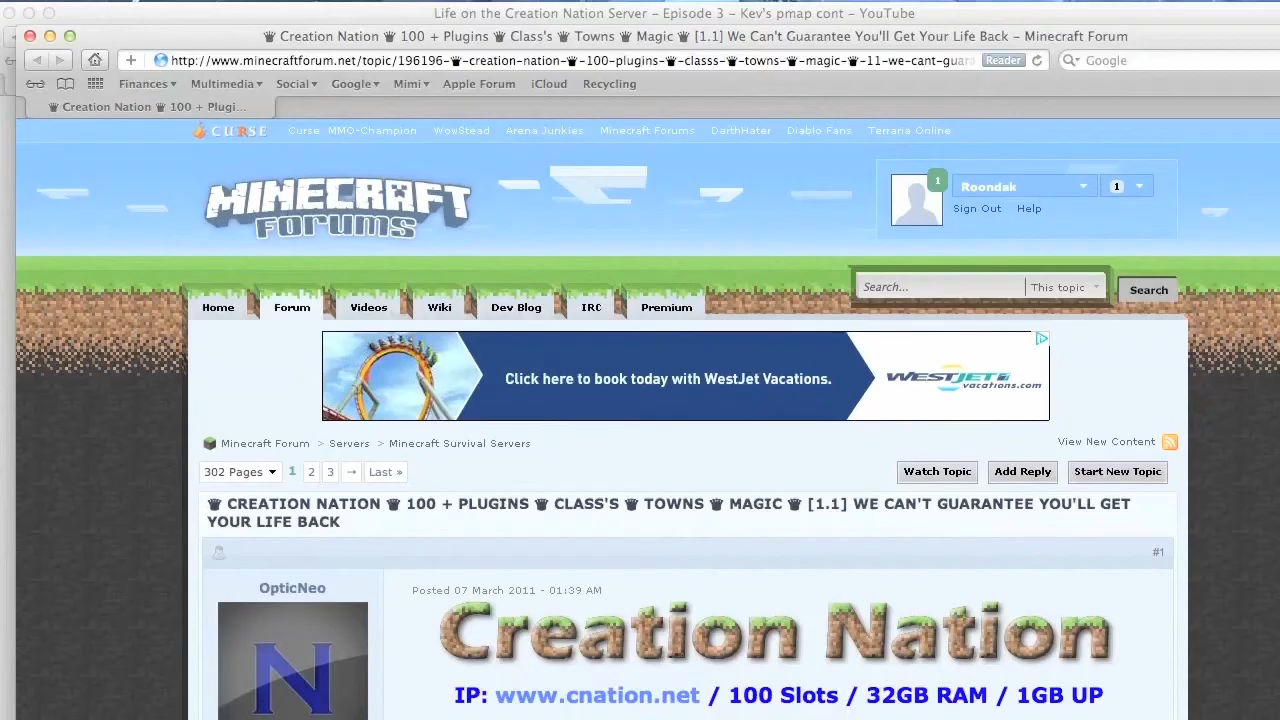 Life on the Creation Nation Server – Episode 3 – Kev's pmap cont – YouTube
♛ Creation Nation ♛ 100 + Plugins ♛ Class's ♛ Towns ♛ Magic ♛ [1.1] We Can't Guarantee You'll Get Your Life Back – Minecraft Forum
http://www.minecraftforum.net/topic/196196-♛-creation-nation-♛-100-plugins-♛-classs-♛-towns-♛-magic-♛-11-we-cant-guara Reader Google
Finances Multimedia Social Google Mimi Apple Forum iCloud Recycling
♛ Creation Nation ♛ 100 + Plugi...
CURSE Curse MMO-Champion WowStead Arena Junkies Minecraft Forums DarthHater Diablo Fans Terrana Online
MINECRAFT
FORUMS
1
Roondak 1
Sign Out Help
Search... This topic Search
Home Forum Videos Wiki Dev Blog IRC Premium
Click here to book today with WestJet Vacations.
WESTJET
vacations.com
Minecraft Forum > Servers > Minecraft Survival Servers
View New Content
302 Pages 1 2 3 → Last »
Watch Topic Add Reply Start New Topic
♛ CREATION NATION ♛ 100 + PLUGINS ♛ CLASS'S ♛ TOWNS ♛ MAGIC ♛ [1.1] WE CAN'T GUARANTEE YOU'LL GET
YOUR LIFE BACK
#1
OpticNeo
Posted 07 March 2011 - 01:39 AM
N
Creation Nation
IP: www.cnation.net / 100 Slots / 32GB RAM / 1GB UP